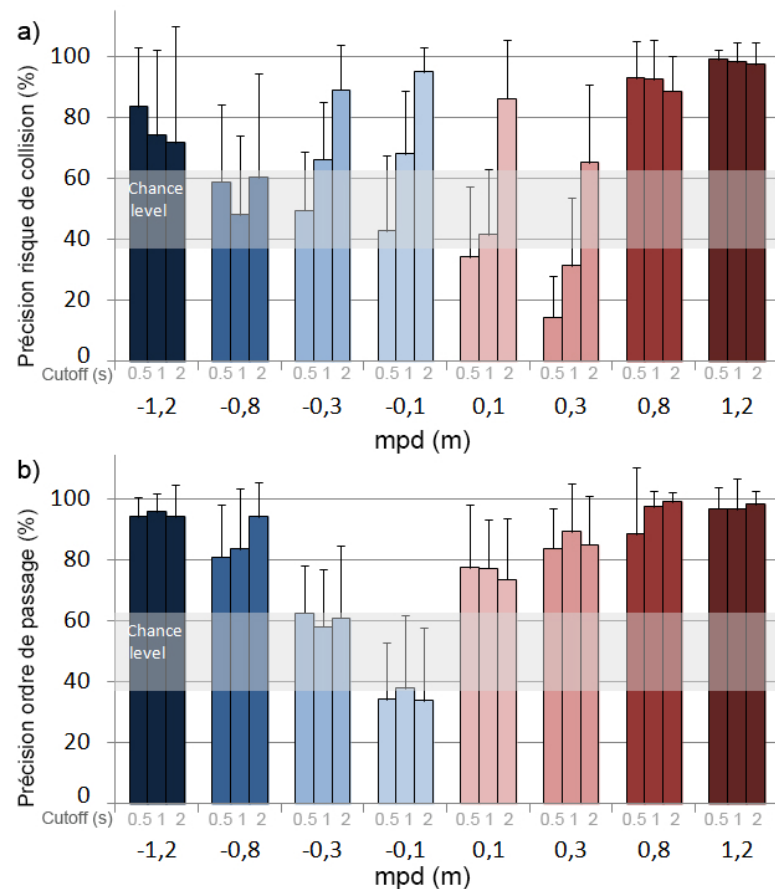 a)
Précision risque de collision (%)
100
80
60
40
20
0
Chance
level
Cutoff (s) 0.5 1 2 0.5 1 2 0.5 1 2 0.5 1 2 0.5 1 2 0.5 1 2 0.5 1 2 0.5 1 2
-1,2 -0,8 -0,3 -0,1 0,1 0,3 0,8 1,2
mpd (m)
b)
Précision ordre de passage (%)
100
80
60
40
20
0
Chance
level
Cutoff (s) 0.5 1 2 0.5 1 2 0.5 1 2 0.5 1 2 0.5 1 2 0.5 1 2 0.5 1 2 0.5 1 2
-1,2 -0,8 -0,3 -0,1 0,1 0,3 0,8 1,2
mpd (m)